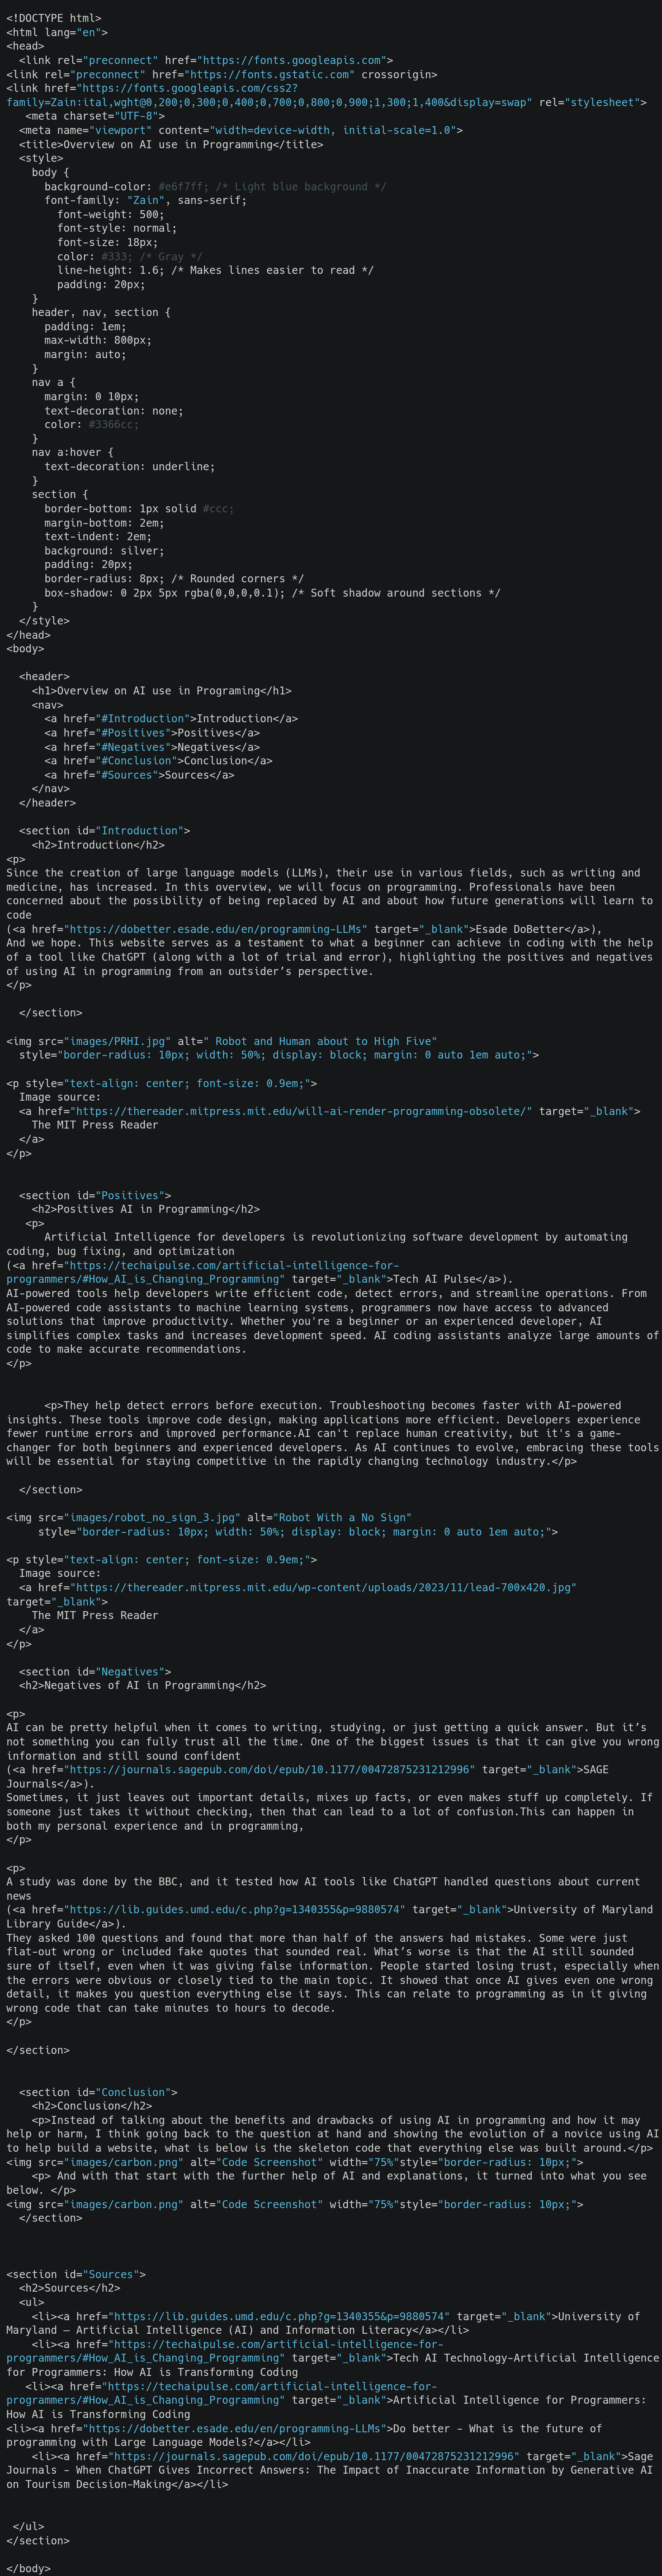 <!DOCTYPE html>
<html lang="en">
<head>
  <link rel="preconnect" href="https://fonts.googleapis.com">
<link rel="preconnect" href="https://fonts.gstatic.com" crossorigin>
<link href="https://fonts.googleapis.com/css2?
family=Zain:ital,wght@0,200;0,300;0,400;0,700;0,800;0,900;1,300;1,400&display=swap" rel="stylesheet">
   <meta charset="UTF-8">
  <meta name="viewport" content="width=device-width, initial-scale=1.0">
  <title>Overview on AI use in Programming</title>
  <style>
    body {
      background-color: #e6f7ff; /* Light blue background */
      font-family: "Zain", sans-serif;
        font-weight: 500;
        font-style: normal;
        font-size: 18px;
        color: #333; /* Gray */
        line-height: 1.6; /* Makes lines easier to read */
        padding: 20px;
    }
    header, nav, section {
      padding: 1em;
      max-width: 800px;
      margin: auto;
    }
    nav a {
      margin: 0 10px;
      text-decoration: none;
      color: #3366cc;
    }
    nav a:hover {
      text-decoration: underline;
    }
    section {
      border-bottom: 1px solid #ccc;
      margin-bottom: 2em;
      text-indent: 2em;
      background: silver;
      padding: 20px;
      border-radius: 8px; /* Rounded corners */
      box-shadow: 0 2px 5px rgba(0,0,0,0.1); /* Soft shadow around sections */
    }
  </style>
</head>
<body>

  <header>
    <h1>Overview on AI use in Programing</h1>
    <nav>
      <a href="#Introduction">Introduction</a>
      <a href="#Positives">Positives</a>
      <a href="#Negatives">Negatives</a>
      <a href="#Conclusion">Conclusion</a>
      <a href="#Sources">Sources</a>
    </nav>
  </header>

  <section id="Introduction">
    <h2>Introduction</h2>
<p>
Since the creation of large language models (LLMs), their use in various fields, such as writing and
medicine, has increased. In this overview, we will focus on programming. Professionals have been
concerned about the possibility of being replaced by AI and about how future generations will learn to
code
(<a href="https://dobetter.esade.edu/en/programming-LLMs" target="_blank">Esade DoBetter</a>),
And we hope. This website serves as a testament to what a beginner can achieve in coding with the help
of a tool like ChatGPT (along with a lot of trial and error), highlighting the positives and negatives
of using AI in programming from an outsider’s perspective.
</p>

  </section>

<img src="images/PRHI.jpg" alt=" Robot and Human about to High Five"
  style="border-radius: 10px; width: 50%; display: block; margin: 0 auto 1em auto;">

<p style="text-align: center; font-size: 0.9em;">
  Image source:
  <a href="https://thereader.mitpress.mit.edu/will-ai-render-programming-obsolete/" target="_blank">
    The MIT Press Reader
  </a>
</p>


  <section id="Positives">
    <h2>Positives AI in Programming</h2>
   <p>
      Artificial Intelligence for developers is revolutionizing software development by automating
coding, bug fixing, and optimization
(<a href="https://techaipulse.com/artificial-intelligence-for-
programmers/#How_AI_is_Changing_Programming" target="_blank">Tech AI Pulse</a>).
AI-powered tools help developers write efficient code, detect errors, and streamline operations. From
AI-powered code assistants to machine learning systems, programmers now have access to advanced
solutions that improve productivity. Whether you're a beginner or an experienced developer, AI
simplifies complex tasks and increases development speed. AI coding assistants analyze large amounts of
code to make accurate recommendations.
</p>


      <p>They help detect errors before execution. Troubleshooting becomes faster with AI-powered
insights. These tools improve code design, making applications more efficient. Developers experience
fewer runtime errors and improved performance.AI can't replace human creativity, but it's a game-
changer for both beginners and experienced developers. As AI continues to evolve, embracing these tools
will be essential for staying competitive in the rapidly changing technology industry.</p>

  </section>

<img src="images/robot_no_sign_3.jpg" alt="Robot With a No Sign"
     style="border-radius: 10px; width: 50%; display: block; margin: 0 auto 1em auto;">

<p style="text-align: center; font-size: 0.9em;">
  Image source:
  <a href="https://thereader.mitpress.mit.edu/wp-content/uploads/2023/11/lead-700x420.jpg"
target="_blank">
    The MIT Press Reader
  </a>
</p>

  <section id="Negatives">
  <h2>Negatives of AI in Programming</h2>

<p>
AI can be pretty helpful when it comes to writing, studying, or just getting a quick answer. But it’s
not something you can fully trust all the time. One of the biggest issues is that it can give you wrong
information and still sound confident
(<a href="https://journals.sagepub.com/doi/epub/10.1177/00472875231212996" target="_blank">SAGE
Journals</a>).
Sometimes, it just leaves out important details, mixes up facts, or even makes stuff up completely. If
someone just takes it without checking, then that can lead to a lot of confusion.This can happen in
both my personal experience and in programming,
</p>

<p>
A study was done by the BBC, and it tested how AI tools like ChatGPT handled questions about current
news
(<a href="https://lib.guides.umd.edu/c.php?g=1340355&p=9880574" target="_blank">University of Maryland
Library Guide</a>).
They asked 100 questions and found that more than half of the answers had mistakes. Some were just
flat-out wrong or included fake quotes that sounded real. What’s worse is that the AI still sounded
sure of itself, even when it was giving false information. People started losing trust, especially when
the errors were obvious or closely tied to the main topic. It showed that once AI gives even one wrong
detail, it makes you question everything else it says. This can relate to programming as in it giving
wrong code that can take minutes to hours to decode.
</p>

</section>


  <section id="Conclusion">
    <h2>Conclusion</h2>
    <p>Instead of talking about the benefits and drawbacks of using AI in programming and how it may
help or harm, I think going back to the question at hand and showing the evolution of a novice using AI
to help build a website, what is below is the skeleton code that everything else was built around.</p>
<img src="images/carbon.png" alt="Code Screenshot" width="75%"style="border-radius: 10px;">
    <p> And with that start with the further help of AI and explanations, it turned into what you see
below. </p>
<img src="images/carbon.png" alt="Code Screenshot" width="75%"style="border-radius: 10px;">
  </section>




<section id="Sources">
  <h2>Sources</h2>
  <ul>
    <li><a href="https://lib.guides.umd.edu/c.php?g=1340355&p=9880574" target="_blank">University of
Maryland – Artificial Intelligence (AI) and Information Literacy</a></li>
    <li><a href="https://techaipulse.com/artificial-intelligence-for-
programmers/#How_AI_is_Changing_Programming" target="_blank">Tech AI Technology-Artificial Intelligence
for Programmers: How AI is Transforming Coding
   <li><a href="https://techaipulse.com/artificial-intelligence-for-
programmers/#How_AI_is_Changing_Programming" target="_blank">Artificial Intelligence for Programmers:
How AI is Transforming Coding
<li><a href="https://dobetter.esade.edu/en/programming-LLMs">Do better - What is the future of
programming with Large Language Models?</a></li>
    <li><a href="https://journals.sagepub.com/doi/epub/10.1177/00472875231212996" target="_blank">Sage
Journals - When ChatGPT Gives Incorrect Answers: The Impact of Inaccurate Information by Generative AI
on Tourism Decision-Making</a></li>


 </ul>
</section>

</body>